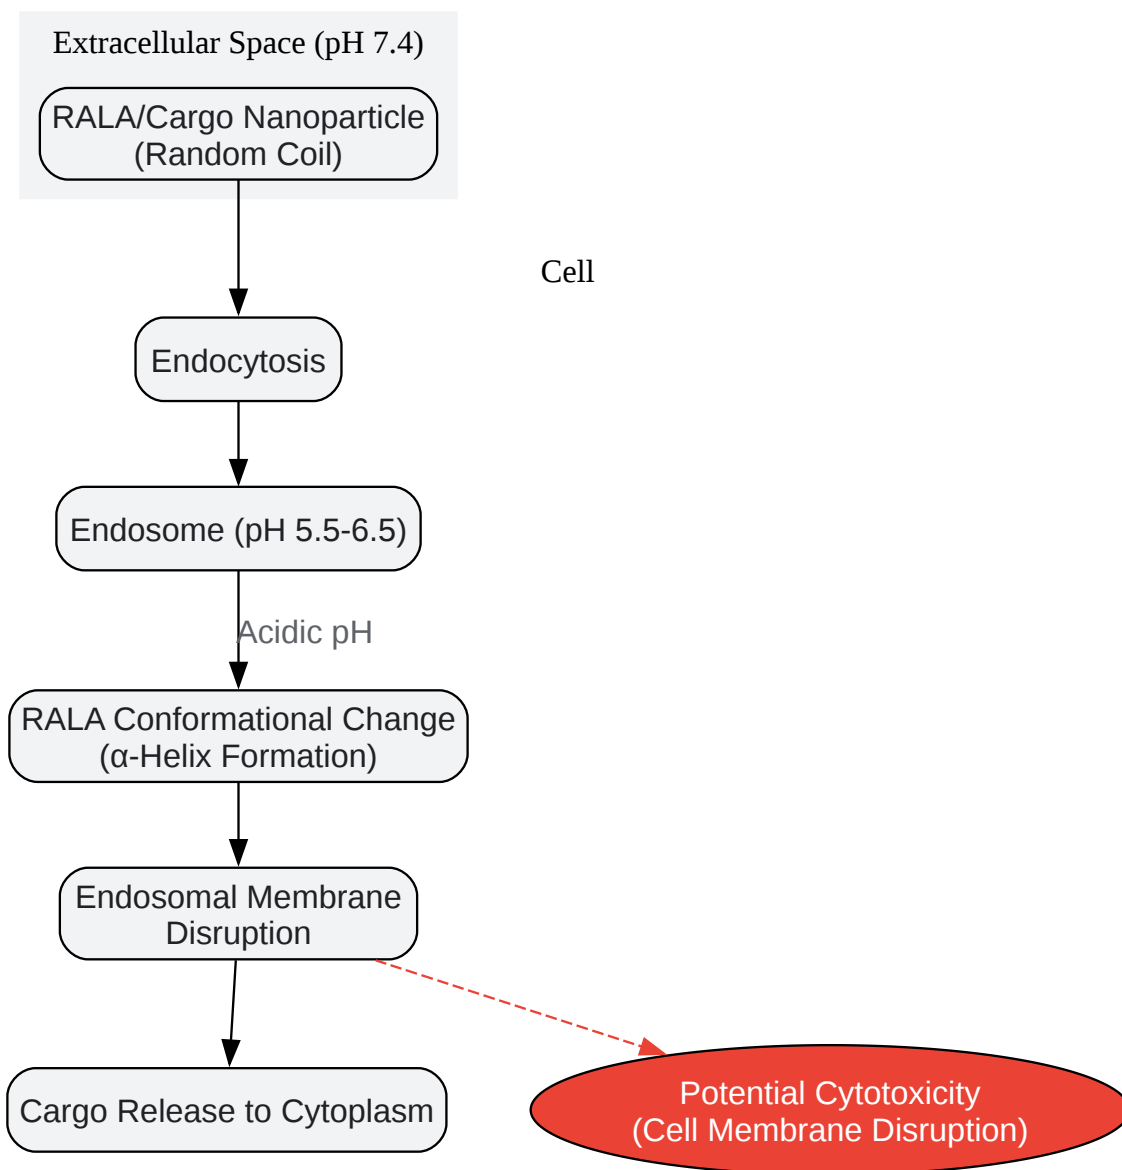 Extracellular Space (pH 7.4)
RALA/Cargo Nanoparticle
(Random Coil)
Cell
Endocytosis
Endosome (pH 5.5-6.5)
Acidic pH
RALA Conformational Change
(α-Helix Formation)
Endosomal Membrane
Disruption
Cargo Release to Cytoplasm
Potential Cytotoxicity
(Cell Membrane Disruption)